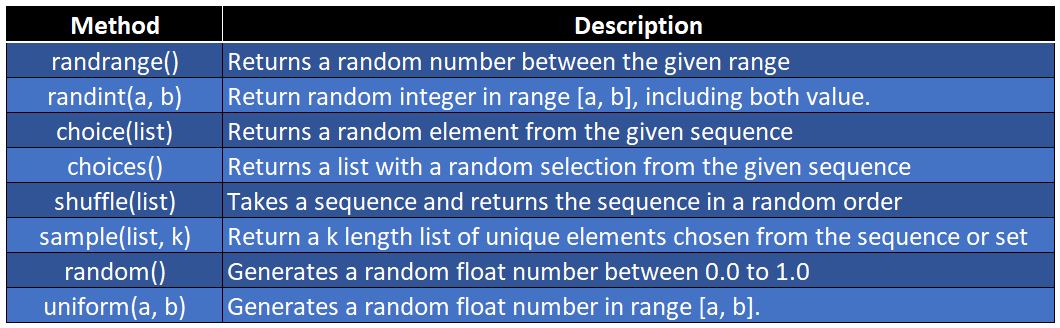 Method Description
randrange() Returns a random number between the given range
randint(a, b) Return random integer in range [a, b], including both value.
choice(list) Returns a random element from the given sequence
choices() Returns a list with a random selection from the given sequence
shuffle(list) Takes a sequence and returns the sequence in a random order
sample(list, k) Return a k length list of unique elements chosen from the sequence or set
random() Generates a random float number between 0.0 to 1.0
uniform(a, b) Generates a random float number in range [a, b].